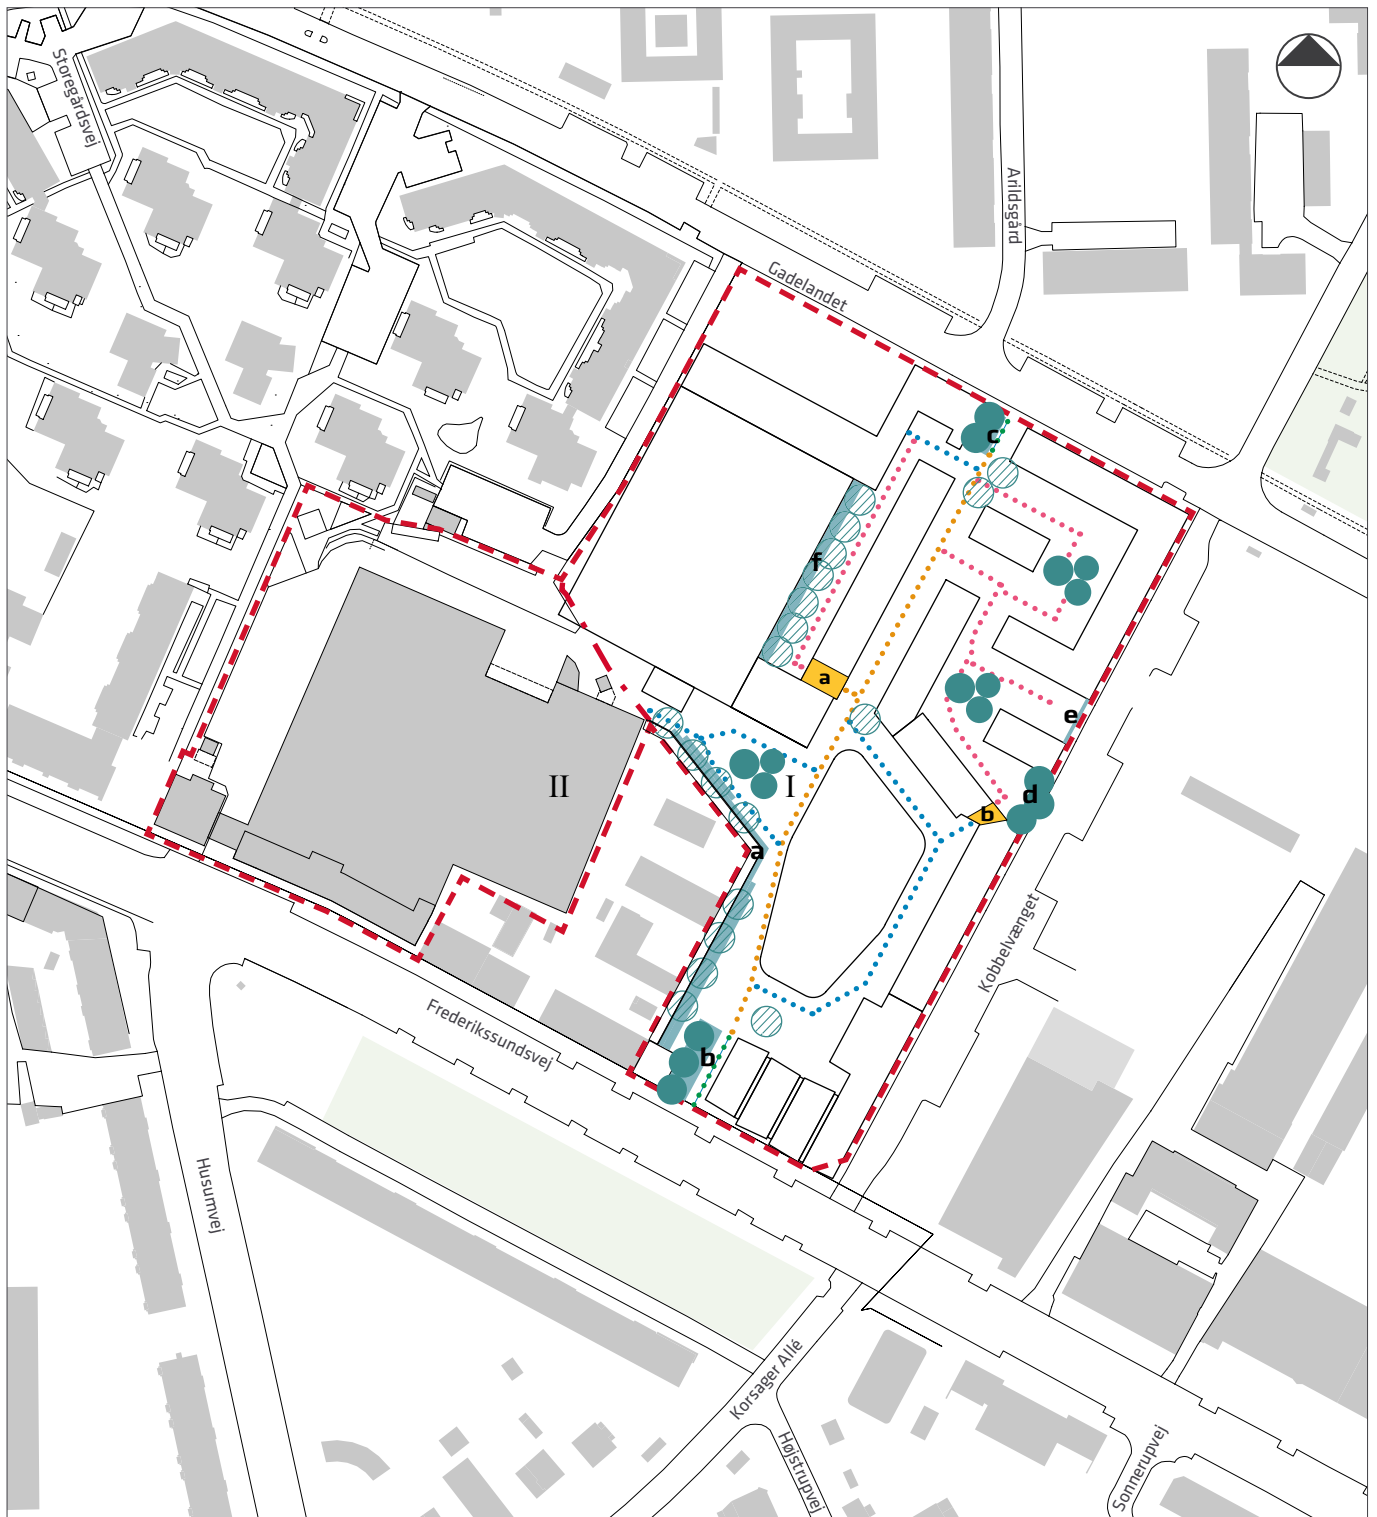 Storegårdsvej
Arildsgård
Gadelandet
c
f
a
e
II
I
d
b
a
Kobbelvænget
Frederikssundsvej
b
Husumvej
Korsager Allé
Højstrupvej
Sonnerupvej